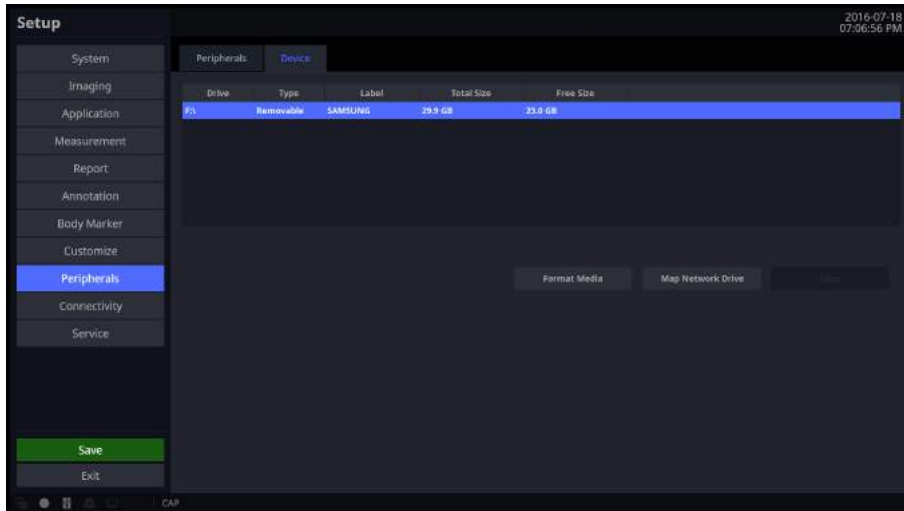 Setup
2016-07-18
07:06:56 PM
System
Imaging
Application
Measurement
Report
Annotation
Body Marker
Customize
Peripherals
Connectivity
Service
Save
Exit
Peripherals Device
Drive Type Label Total Size Free Size
F:\ Removable SAMSUNG 29.9 GB 23.0 GB
Format Media Map Network Drive
CAP